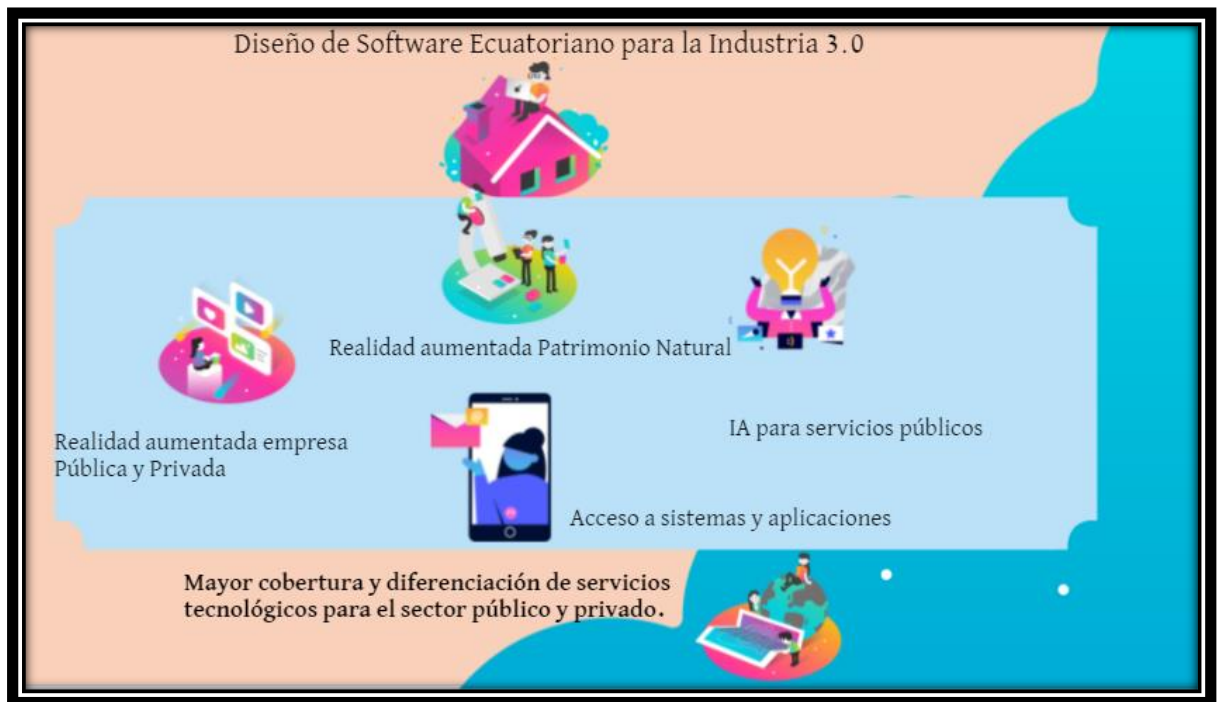 Diseño de Software Ecuatoriano para la Industria 3.0
Realidad aumentada Patrimonio Natural
Realidad aumentada empresa
Pública y Privada
IA para servicios públicos
Acceso a sistemas y aplicaciones
Mayor cobertura y diferenciación de servicios
tecnológicos para el sector público y privado.